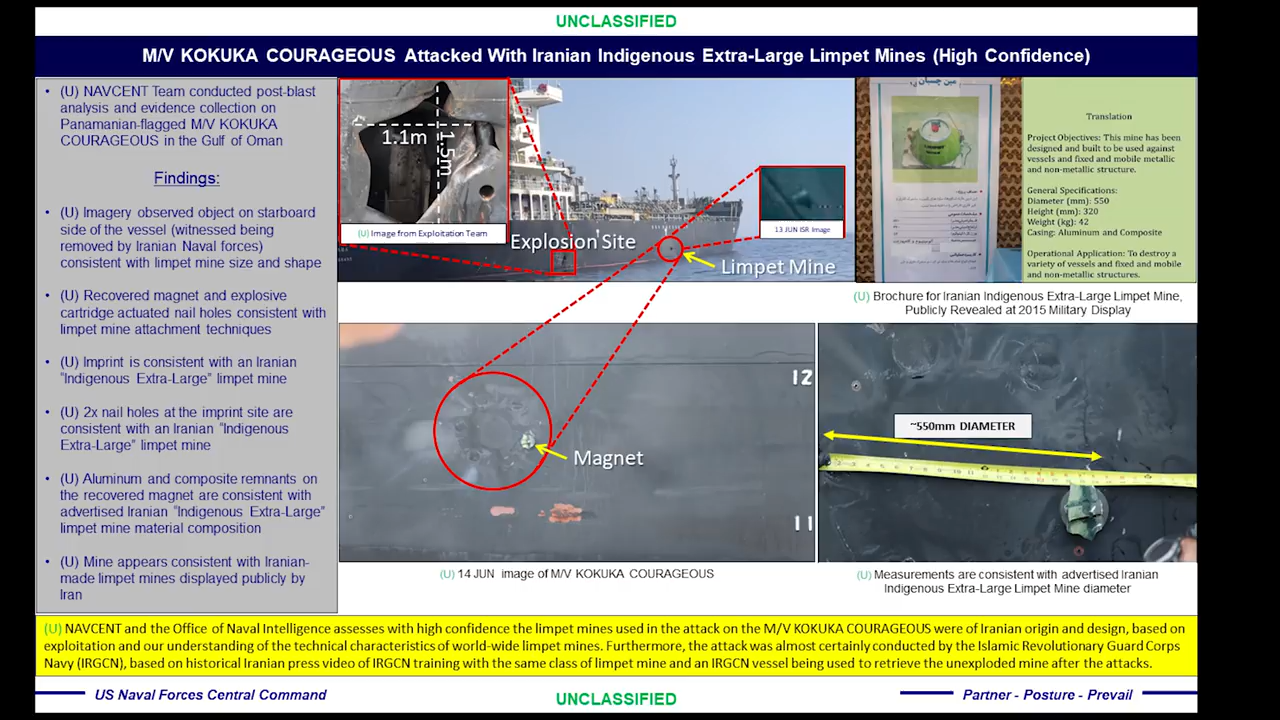 UNCLASSIFIED
M/V KOKUKA COURAGEOUS Attacked With Iranian Indigenous Extra-Large Limpet Mines (High Confidence)
• (U) NAVCENT Team conducted post-blast
analysis and evidence collection on
Panamanian-flagged M/V KOKUKA
COURAGEOUS in the Gulf of Oman
Findings:
• (U) Imagery observed object on starboard
side of the vessel (witnessed being
removed by Iranian Naval forces)
consistent with limpet mine size and shape
• (U) Recovered magnet and explosive
cartridge actuated nail holes consistent with
limpet mine attachment techniques
• (U) Imprint is consistent with an Iranian
"Indigenous Extra-Large" limpet mine
• (U) 2x nail holes at the imprint site are
consistent with an Iranian "Indigenous
Extra-Large" limpet mine
• (U) Aluminum and composite remnants on
the recovered magnet are consistent with
advertised Iranian "Indigenous Extra-Large"
limpet mine material composition
• (U) Mine appears consistent with Iranian-
made limpet mines displayed publicly by
Iran
1.1m
1.5m
(U) Image from Exploitation Team
Explosion Site
13 JUN ISR Image
Limpet Mine
Translation
Project Objectives: This mine has been
designed and built to be used against
vessels and fixed and mobile metallic
and non-metallic structure.
General Specifications:
Diameter (mm): 550
Height (mm): 320
Weight (kg): 42
Casing: Aluminum and Composite
Operational Application: To destroy a
variety of vessels and fixed and mobile
and non-metallic structures.
(U) Brochure for Iranian Indigenous Extra-Large Limpet Mine,
Publicly Revealed at 2015 Military Display
12
Magnet
11
(U) 14 JUN image of M/V KOKUKA COURAGEOUS
~550mm DIAMETER
(U) Measurements are consistent with advertised Iranian
Indigenous Extra-Large Limpet Mine diameter
(U) NAVCENT and the Office of Naval Intelligence assesses with high confidence the limpet mines used in the attack on the M/V KOKUKA COURAGEOUS were of Iranian origin and design, based on
exploitation and our understanding of the technical characteristics of world-wide limpet mines. Furthermore, the attack was almost certainly conducted by the Islamic Revolutionary Guard Corps
Navy (IRGCN), based on historical Iranian press video of IRGCN training with the same class of limpet mine and an IRGCN vessel being used to retrieve the unexploded mine after the attacks.
US Naval Forces Central Command
UNCLASSIFIED
Partner - Posture - Prevail